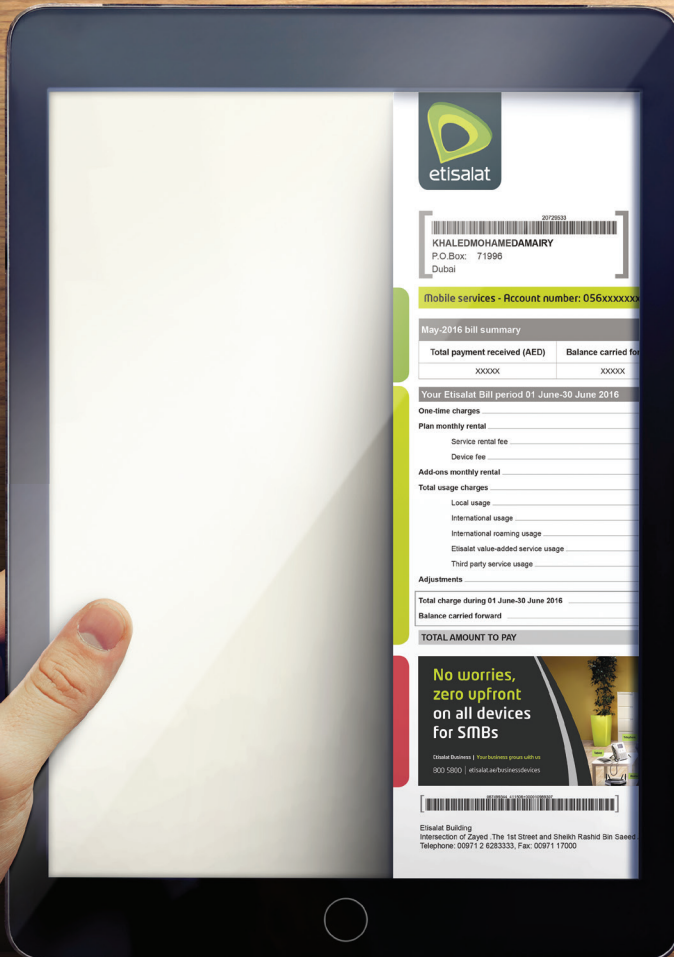 etisalat
20729533
KHALEDMOHAMEDAMAIRY
P.O.Box: 71996
Dubai
Mobile services - Account number: 056xxxxxxx
May-2016 bill summary
Total payment received (AED) Balance carried for
XXXXX XXXXX
Your Etisalat Bill period 01 June-30 June 2016
One-time charges
Plan monthly rental
Service rental fee
Device fee
Add-ons monthly rental
Total usage charges
Local usage
International usage
International roaming usage
Etisalat value-added service usage
Third party service usage
Adjustments
Total charge during 01 June-30 June 2016
Balance carried forward
TOTAL AMOUNT TO PAY
No worries,
zero upfront
on all devices
for SMBs
Etisalat Business | Your business grows with us
800 5800 | etisalat.ae/businessdevices
Etisalat Building
Intersection of Zayed .The 1st Street and Sheikh Rashid Bin Saeed
Telephone: 00971 2 6283333, Fax: 00971 17000